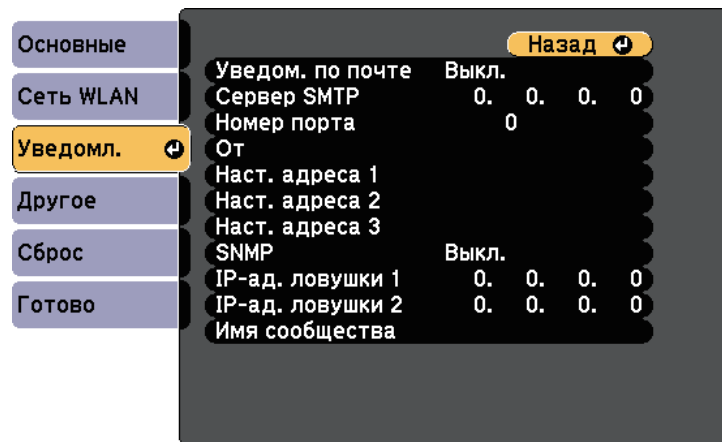 Основные
Сеть WLAN
Уведомл.
Другое
Сброс
Готово
Назад
Уведом. по почте Выкл.
Сервер SMTP 0. 0. 0. 0
Номер порта 0
От
Наст. адреса 1
Наст. адреса 2
Наст. адреса 3
SNMP Выкл.
IP-ад. ловушки 1 0. 0. 0. 0
IP-ад. ловушки 2 0. 0. 0. 0
Имя сообщества